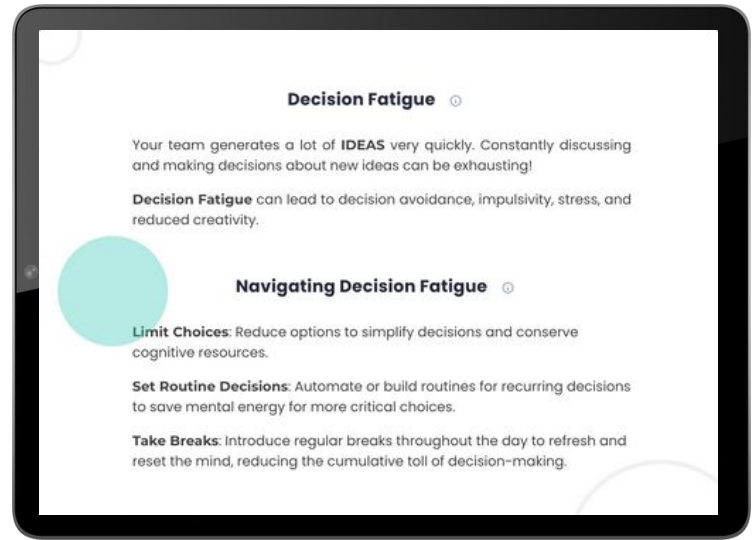 Decision Fatigue
Your team generates a lot of IDEAS very quickly. Constantly discussing
and making decisions about new ideas can be exhausting!
Decision Fatigue can lead to decision avoidance, impulsivity, stress, and
reduced creativity.
Navigating Decision Fatigue
Limit Choices: Reduce options to simplify decisions and conserve
cognitive resources.
Set Routine Decisions: Automate or build routines for recurring decisions
to save mental energy for more critical choices.
Take Breaks: Introduce regular breaks throughout the day to refresh and
reset the mind, reducing the cumulative toll of decision-making.